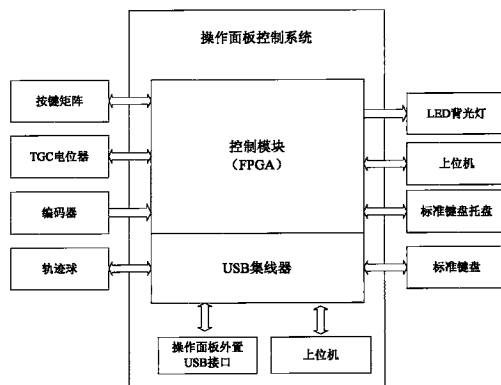 操作面板控制系统
按键矩阵
TGC电位器
编码器
轨迹球
控制模块
（FPGA）
USB集线器
LED背光灯
上位机
标准键盘托盘
标准键盘
操作面板外置
USB接口
上位机